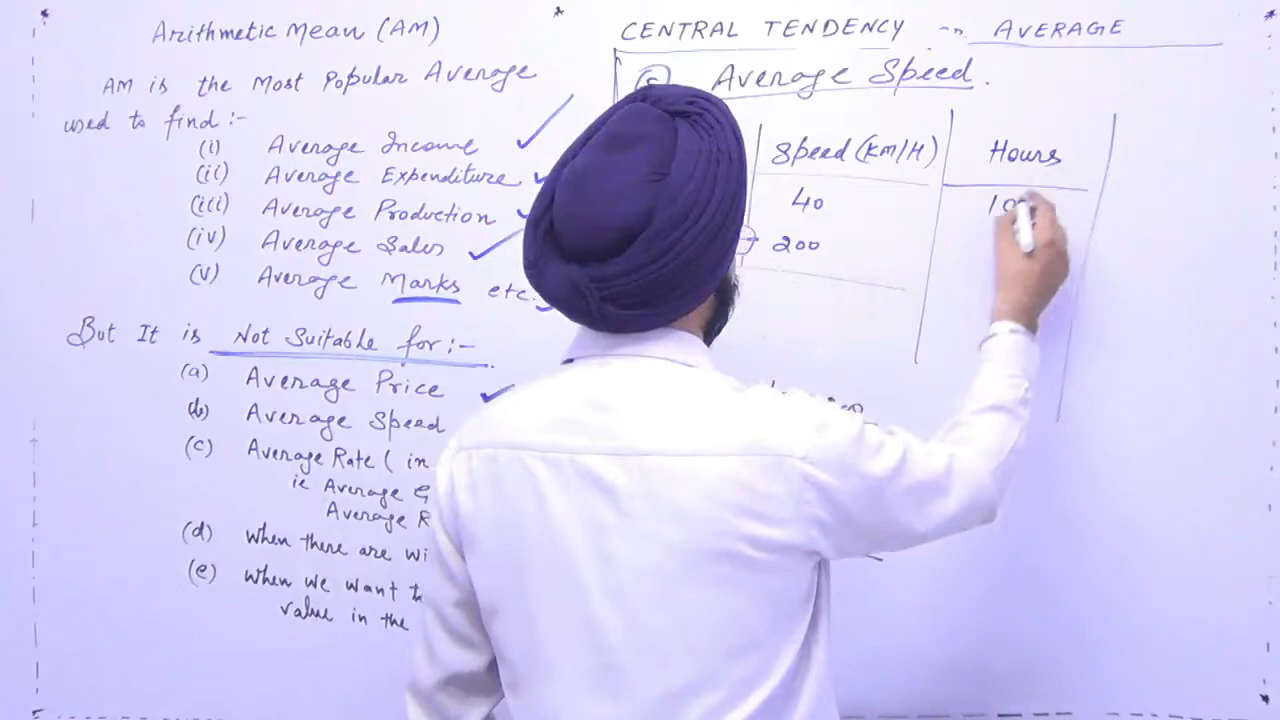 Arithmetic Mean (AM)
AM is the Most Popular Average
used to find :-
(i) Average Income
(ii) Average Expenditure
(iii) Average Production
(iv) Average Sales
(v) Average Marks etc.
But It is Not Suitable for :-
(a) Average Price
(b) Average Speed
(c) Average Rate ( in
ie Average
Average R
(d) when there are wi
(e) when we want
value in the
CENTRAL TENDENCY AVERAGE
Average Speed.
Speed (KM/H) Hours
40
200